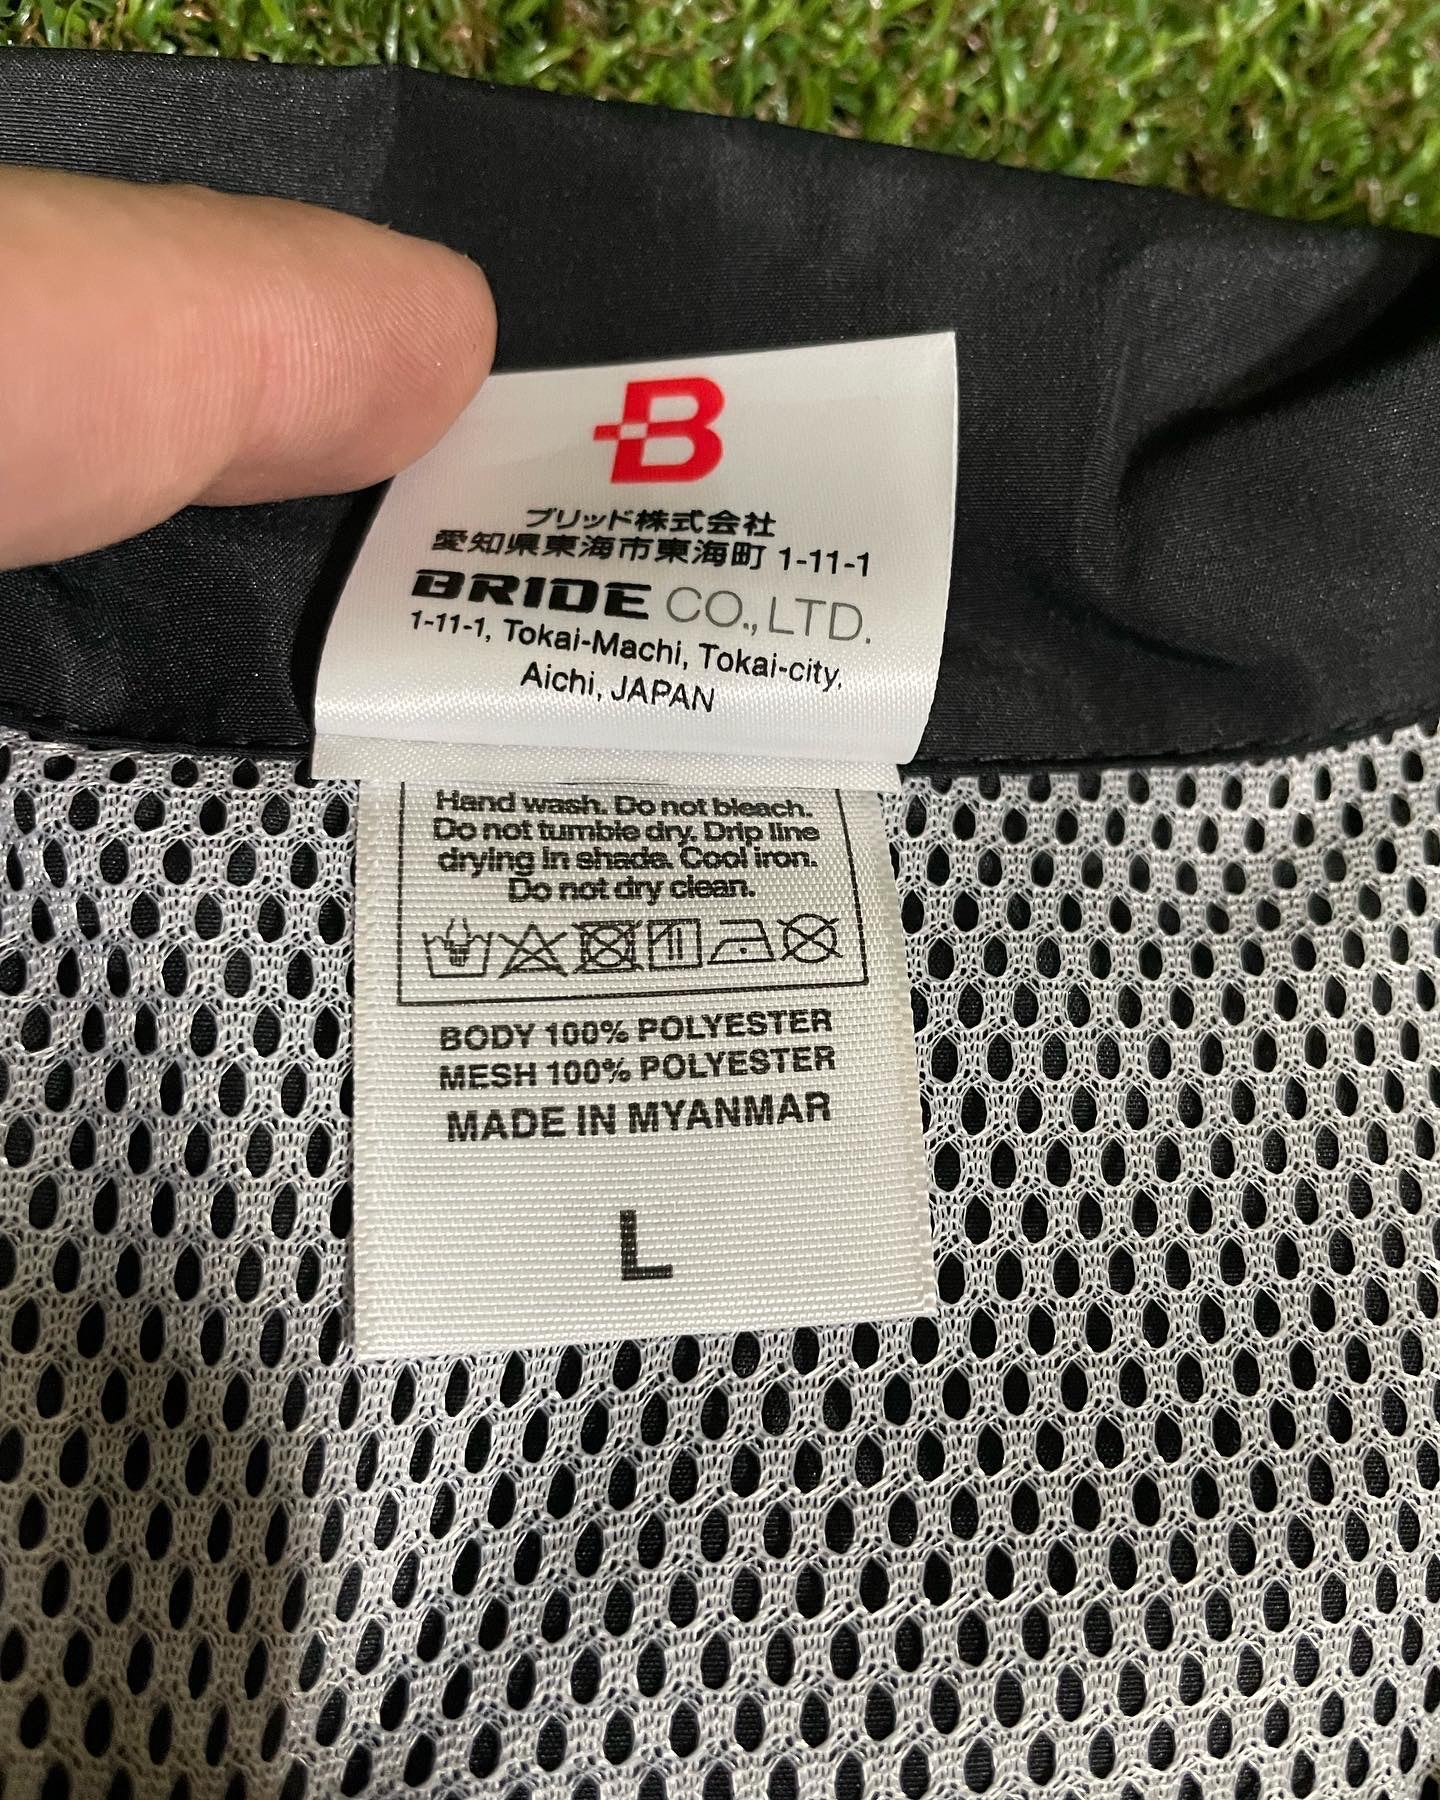 B
ブリッド株式会社
愛知県東海市東海町 1-11-1
BRIDE CO., LTD.
1-11-1, Tokai-Machi, Tokai-city,
Aichi, JAPAN
Hand wash. Do not bleach.
Do not tumble dry. Drip line
drying in shade. Cool iron.
Do not dry clean.
BODY 100% POLYESTER
MESH 100% POLYESTER
MADE IN MYANMAR
L